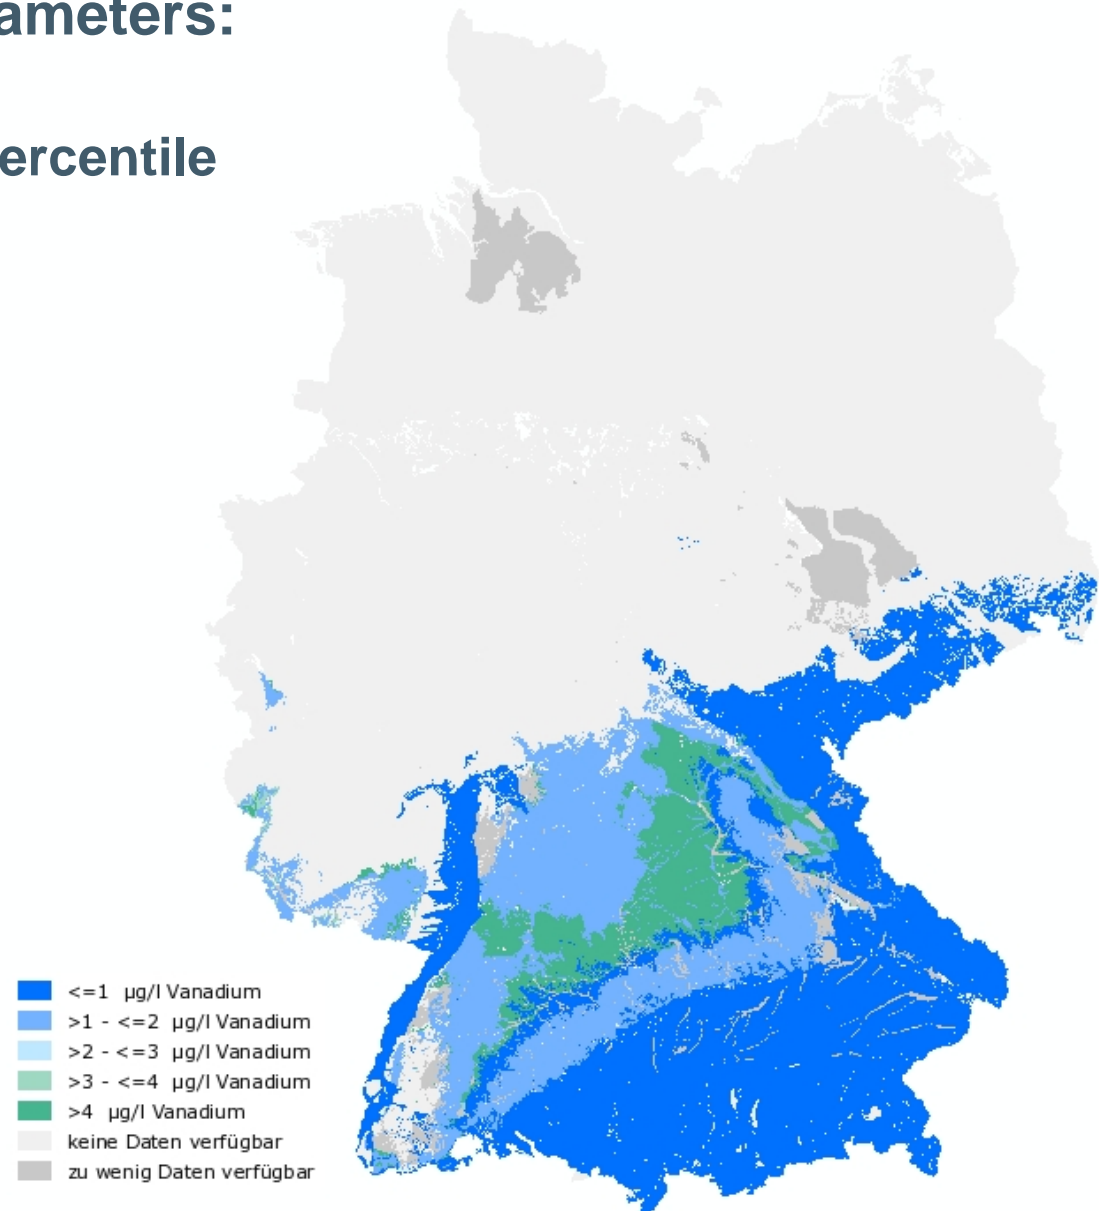 ameters:
ercentile
<=1 µg/l Vanadium
>1 - <=2 µg/l Vanadium
>2 - <=3 µg/l Vanadium
>3 - <=4 µg/l Vanadium
>4 µg/l Vanadium
keine Daten verfügbar
zu wenig Daten verfügbar